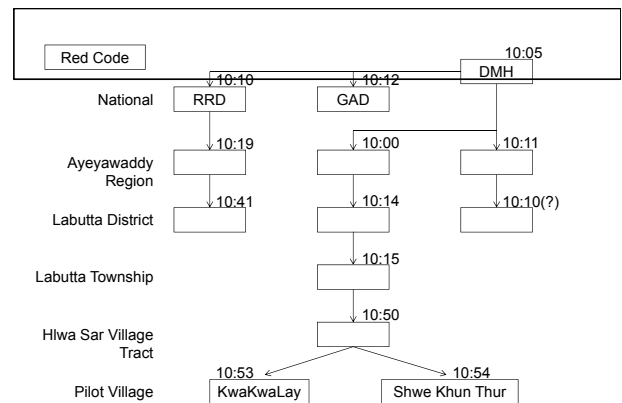 10:05
Red Code
DMH
10:10
10:12
National
RRD
GAD
10:19
10:00
10:11
Ayeyawaddy
Region
10:41
10:14
10:10(?)
Labutta District
10:15
Labutta Township
10:50
Hlwa Sar Village
Tract
10:53
10:54
Pilot Village
KwaKwaLay
Shwe Khun Thur